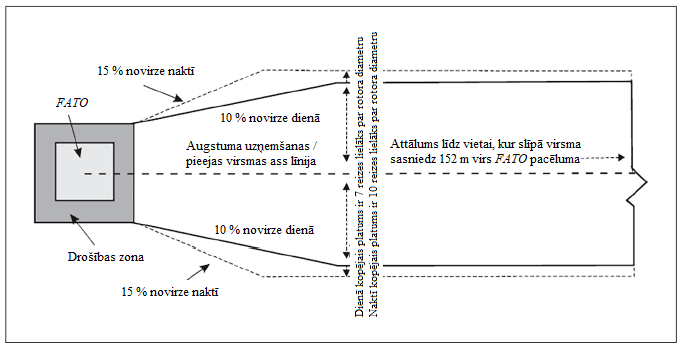 15 % novirze naktī
FATO
10 % novirze dienā
Augstuma uzņemšanas /
pieejas virsmas ass līnija
Dienā kopējais platums ir 7 reizes lielāks par rotora diametru
Naktī kopējais platums ir 10 reizes lielāks par rotora diametru
Attālums līdz vietai, kur slīpā virsma
sasniedz 152 m virs FATO pacēluma
10 % novirze dienā
Drošības zona
15 % novirze naktī